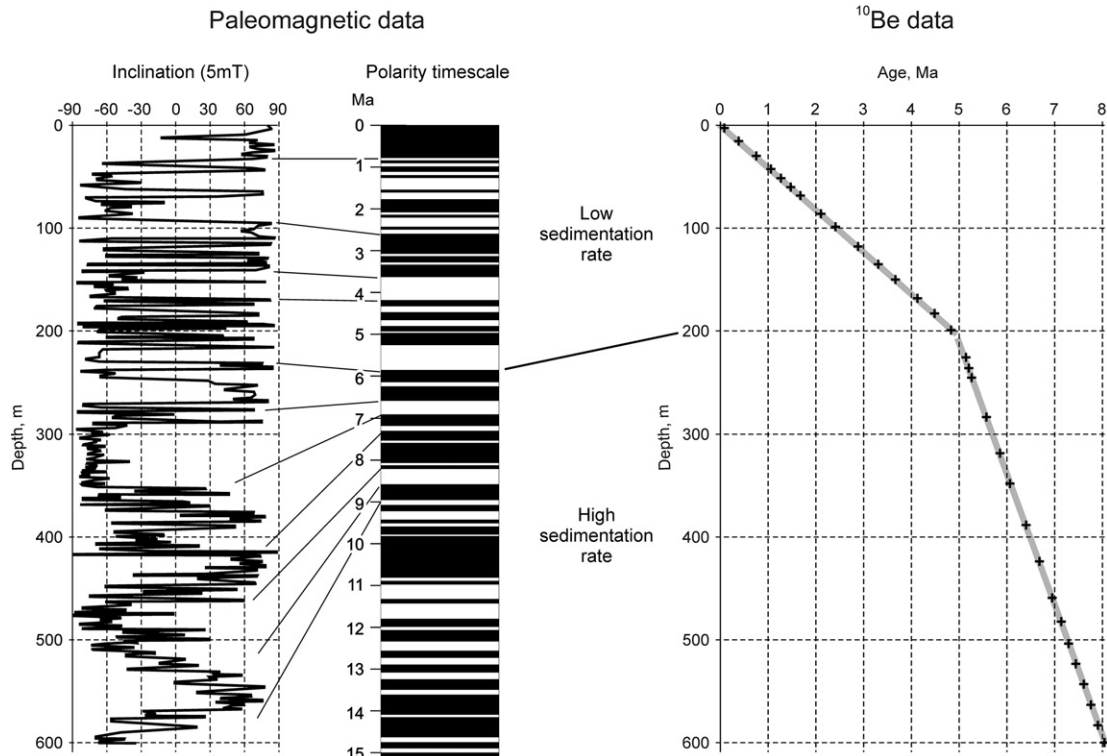 Paleomagnetic data
10Be data
Inclination (5mT)
Polarity timescale
Age, Ma
-90 -60 -30 0 30 60 90
Ma
0 1 2 3 4 5 6 7 8
Depth, m
0
100
200
300
400
500
600
0
1
2
3
4
5
6
7
8
9
10
11
12
13
14
15
Low
sedimentation
rate
High
sedimentation
rate
Depth, m
0
100
200
300
400
500
600